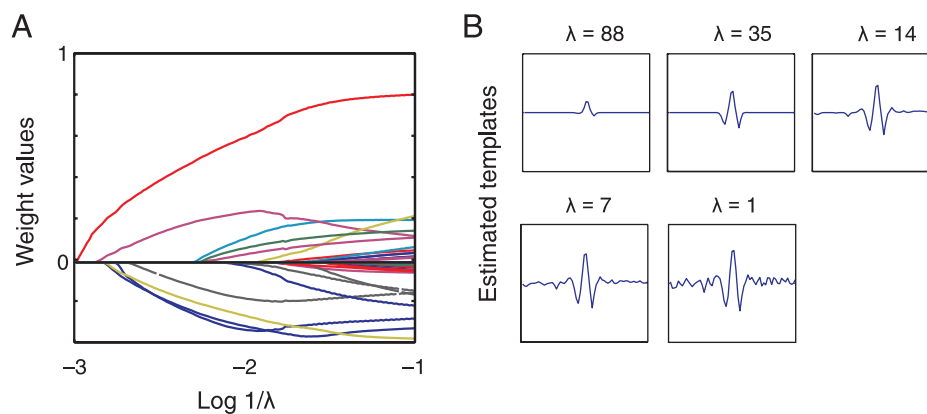 A
1
0
Weight values
−3
−2
−1
Log 1/λ
B
Estimated templates
λ = 88
λ = 35
λ = 14
λ = 7
λ = 1